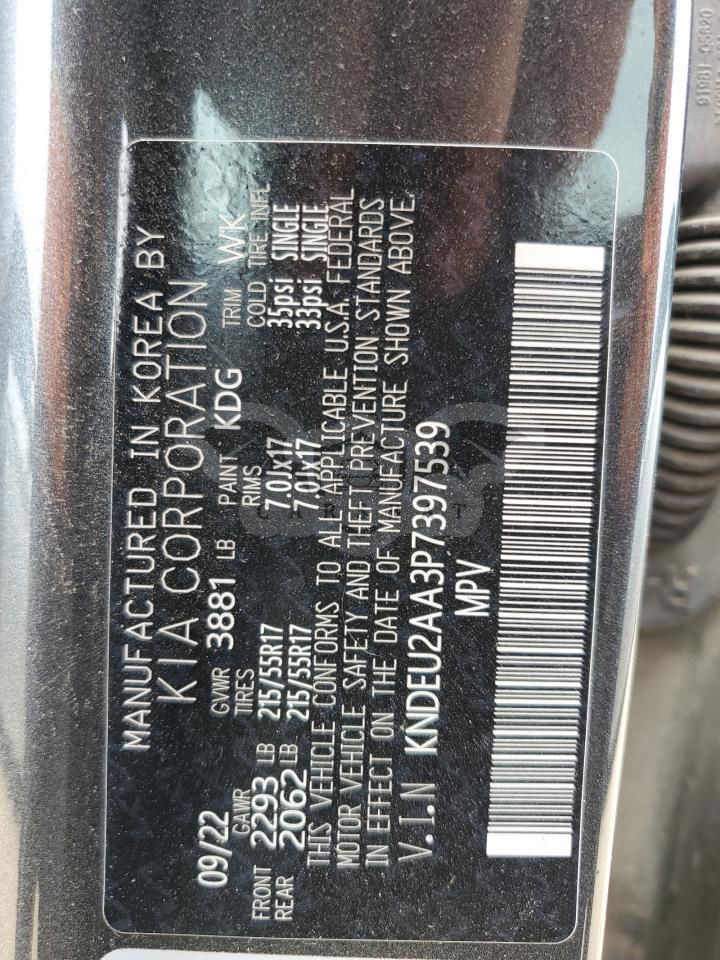 MANUFACTURED IN KOREA BY
KIA CORPORATION
09/22 GVWR 3881 LB PAINT KDG TRIM WK
GAWR TIRES RIMS COLD TIRE INFL
FRONT 2293 LB 215/55R17 7.0Jx17 35psi SINGLE
REAR 2062 LB 215/55R17 7.0Jx17 33psi SINGLE
THIS VEHICLE CONFORMS TO ALL APPLICABLE U.S.A. FEDERAL
MOTOR VEHICLE SAFETY AND THEFT PREVENTION STANDARDS
IN EFFECT ON THE DATE OF MANUFACTURE SHOWN ABOVE.
V.I.N KNDEU2AA3P7397539
MPV